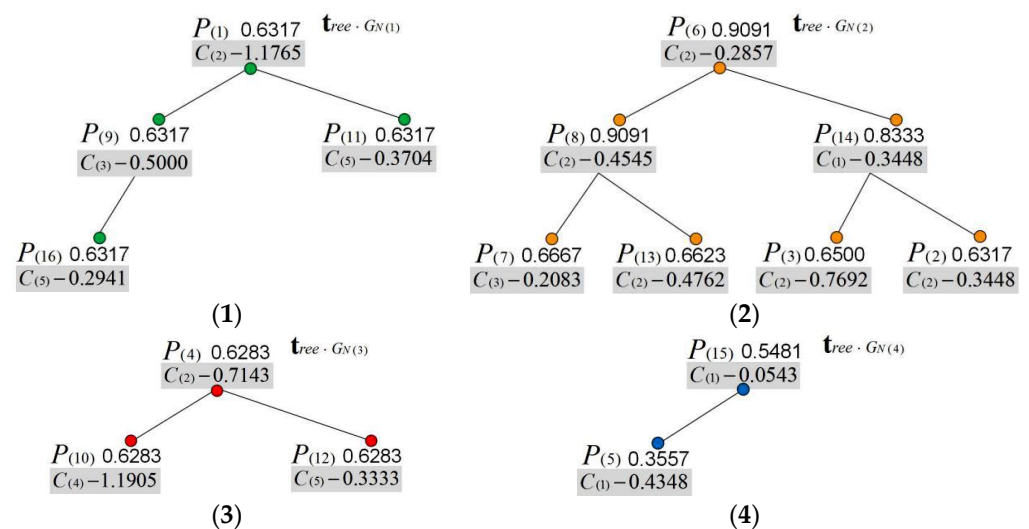 P(1) 0.6317
tree · GN(1)
C(2)−1.1765
P(9) 0.6317
C(3)−0.5000
P(11) 0.6317
C(5)−0.3704
P(16) 0.6317
C(5)−0.2941
(1)
P(6) 0.9091
tree · GN(2)
C(2)−0.2857
P(8) 0.9091
C(2)−0.4545
P(14) 0.8333
C(1)−0.3448
P(7) 0.6667
C(3)−0.2083
P(13) 0.6623
C(2)−0.4762
P(3) 0.6500
C(2)−0.7692
P(2) 0.6317
C(2)−0.3448
(2)
P(4) 0.6283
tree · GN(3)
C(2)−0.7143
P(10) 0.6283
C(4)−1.1905
P(12) 0.6283
C(5)−0.3333
(3)
P(15) 0.5481
tree · GN(4)
C(1)−0.0543
P(5) 0.3557
C(1)−0.4348
(4)